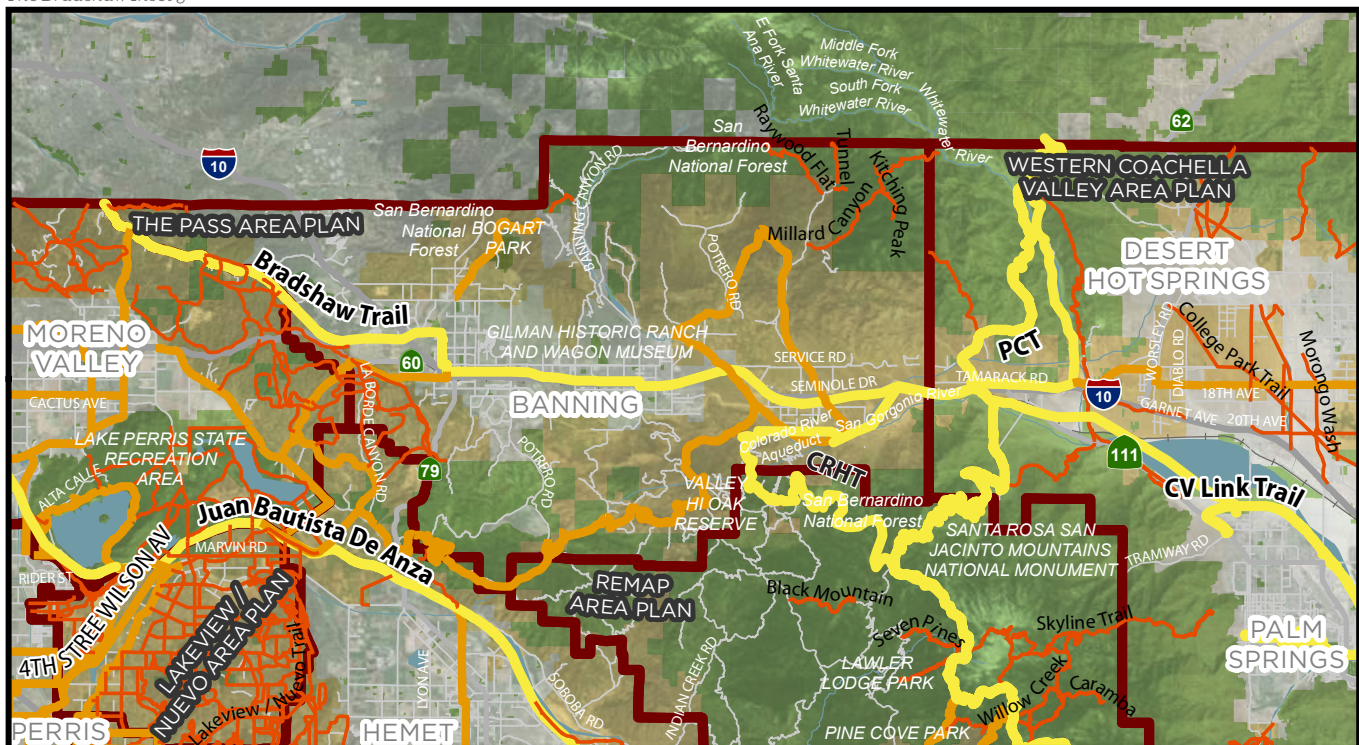 E Fork Santa
Ana River
Middle Fork
Whitewater River
South Fork
Whitewater River
Whitewater
River
62
10
San
Bernardino
National Forest
Raywood Flat
Tunnel
Kitching Peak
Canyon
Millard
WESTERN COACHELLA
VALLEY AREA PLAN
THE PASS AREA PLAN
San Bernardino
National
Forest
BOGART
PARK
BANNING CANYON RD
POTRERO RD
DESERT
HOT SPRINGS
Bradshaw Trail
MORENO
VALLEY
GILMAN HISTORIC RANCH
AND WAGON MUSEUM
60
SERVICE RD
SEMINOLE DR
PCT
TAMARACK RD
WORSLEY RD
DIABLO RD
College Park Trail
Morongo Wash
10
18TH AVE
GARNET AVE
20TH AVE
CACTUS AVE
LA BORDE CANYON RD
BANNING
San Gorgonio River
Colorado River
Aqueduct
LAKE PERRIS STATE
RECREATION
AREA
ALTA CALLE
79
POTRERO RD
CRHT
111
CV Link Trail
VALLEY
HI OAK
RESERVE
San Bernardino
National Forest
Juan Bautista De Anza
MARVIN RD
SANTA ROSA SAN
JACINTO MOUNTAINS
NATIONAL MONUMENT
TRAMWAY RD
RIDER ST
4TH STREE WILSON AV
LAKEVIEW /
NUEVO AREA PLAN
REMAP
AREA PLAN
Black Mountain
Seven Pines
Skyline Trail
PALM
SPRINGS
LAWLER
LODGE PARK
Lakeview / Nuevo Trail
LYON AVE
SOBOBA RD
INDIAN CREEK RD
Willow Creek
Caramba
PERRIS
HEMET
PINE COVE PARK